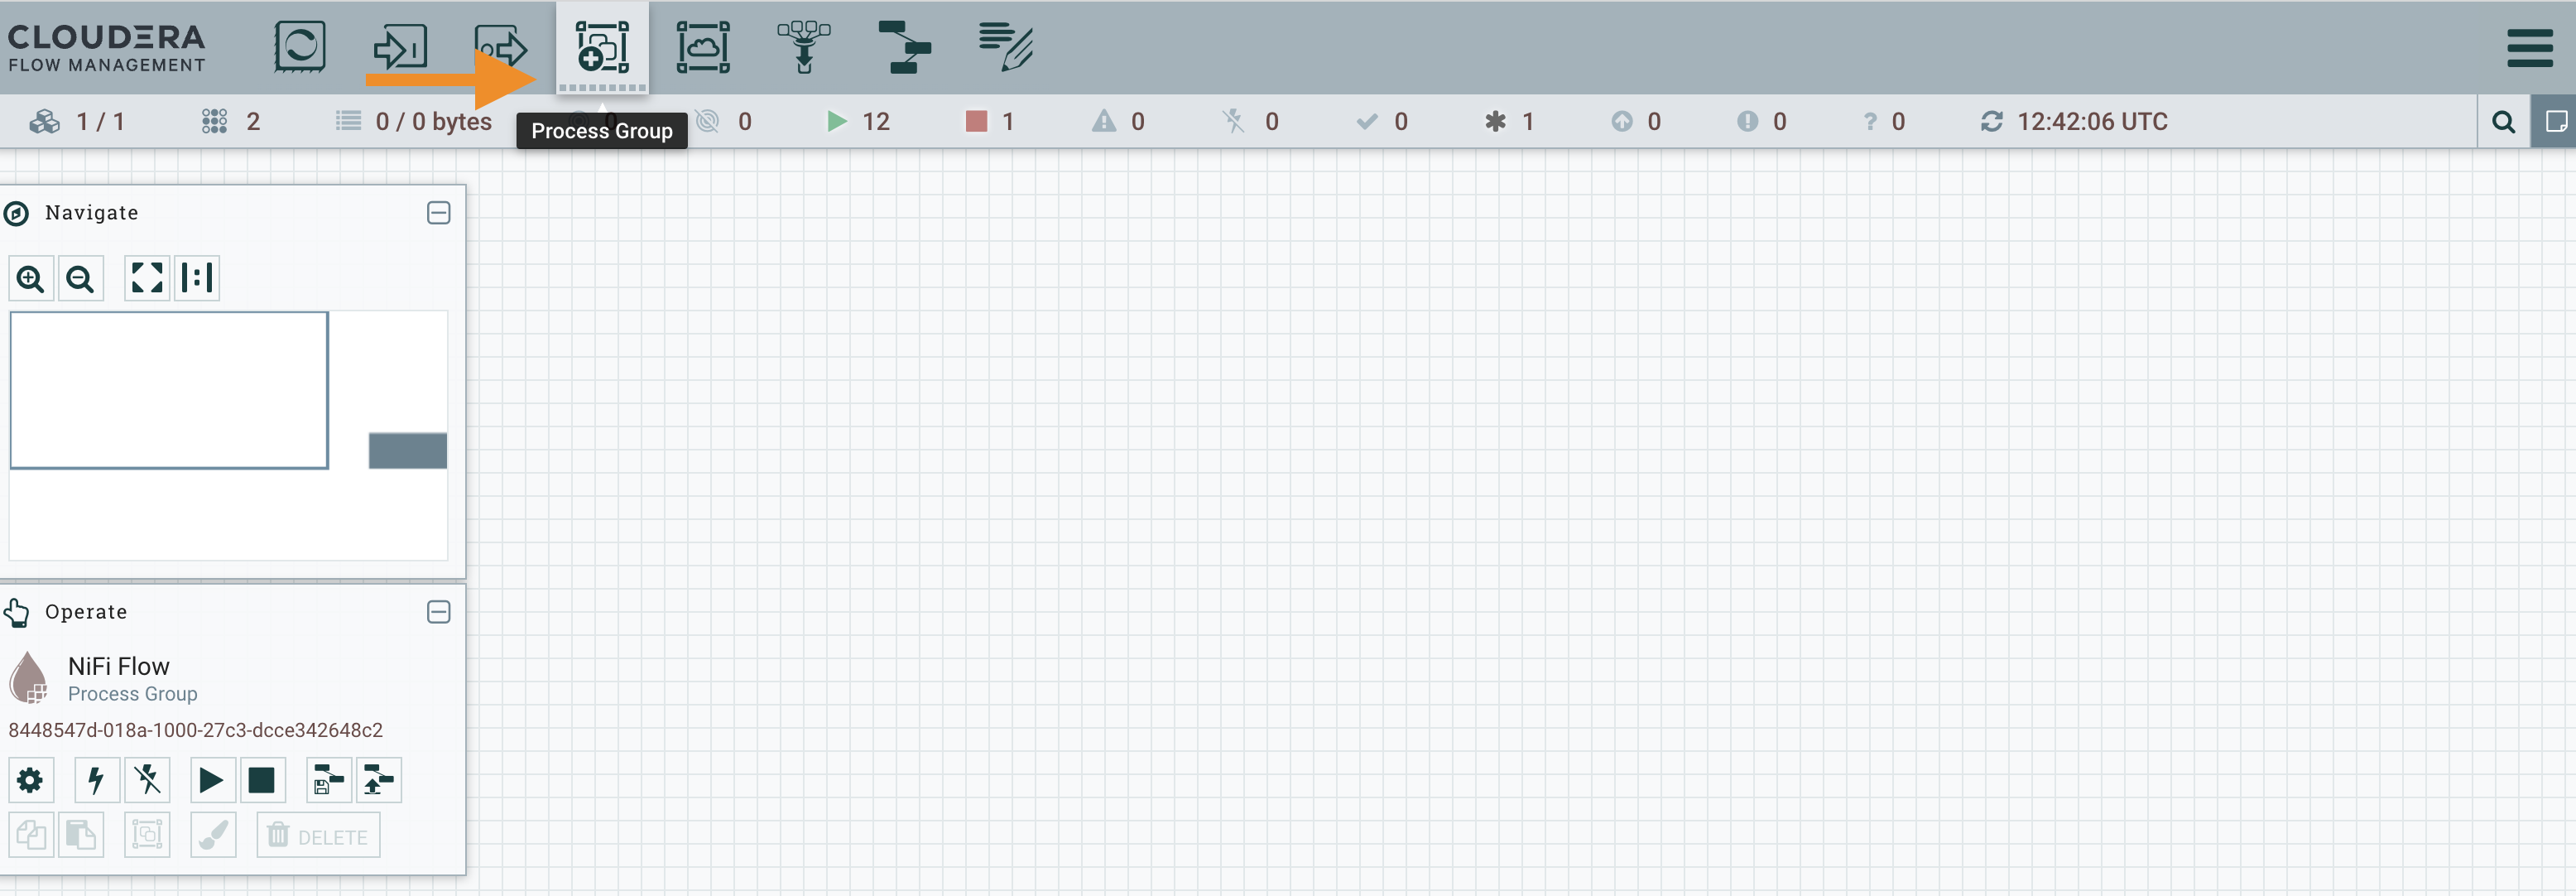 CLOUDERA
FLOW MANAGEMENT
1 / 1 2 0 / 0 bytes 0 0 12 1 0 0 0 1 0 0 0 12:42:06 UTC
Process Group
Navigate
Operate
NiFi Flow
Process Group
8448547d-018a-1000-27c3-dcce342648c2
DELETE